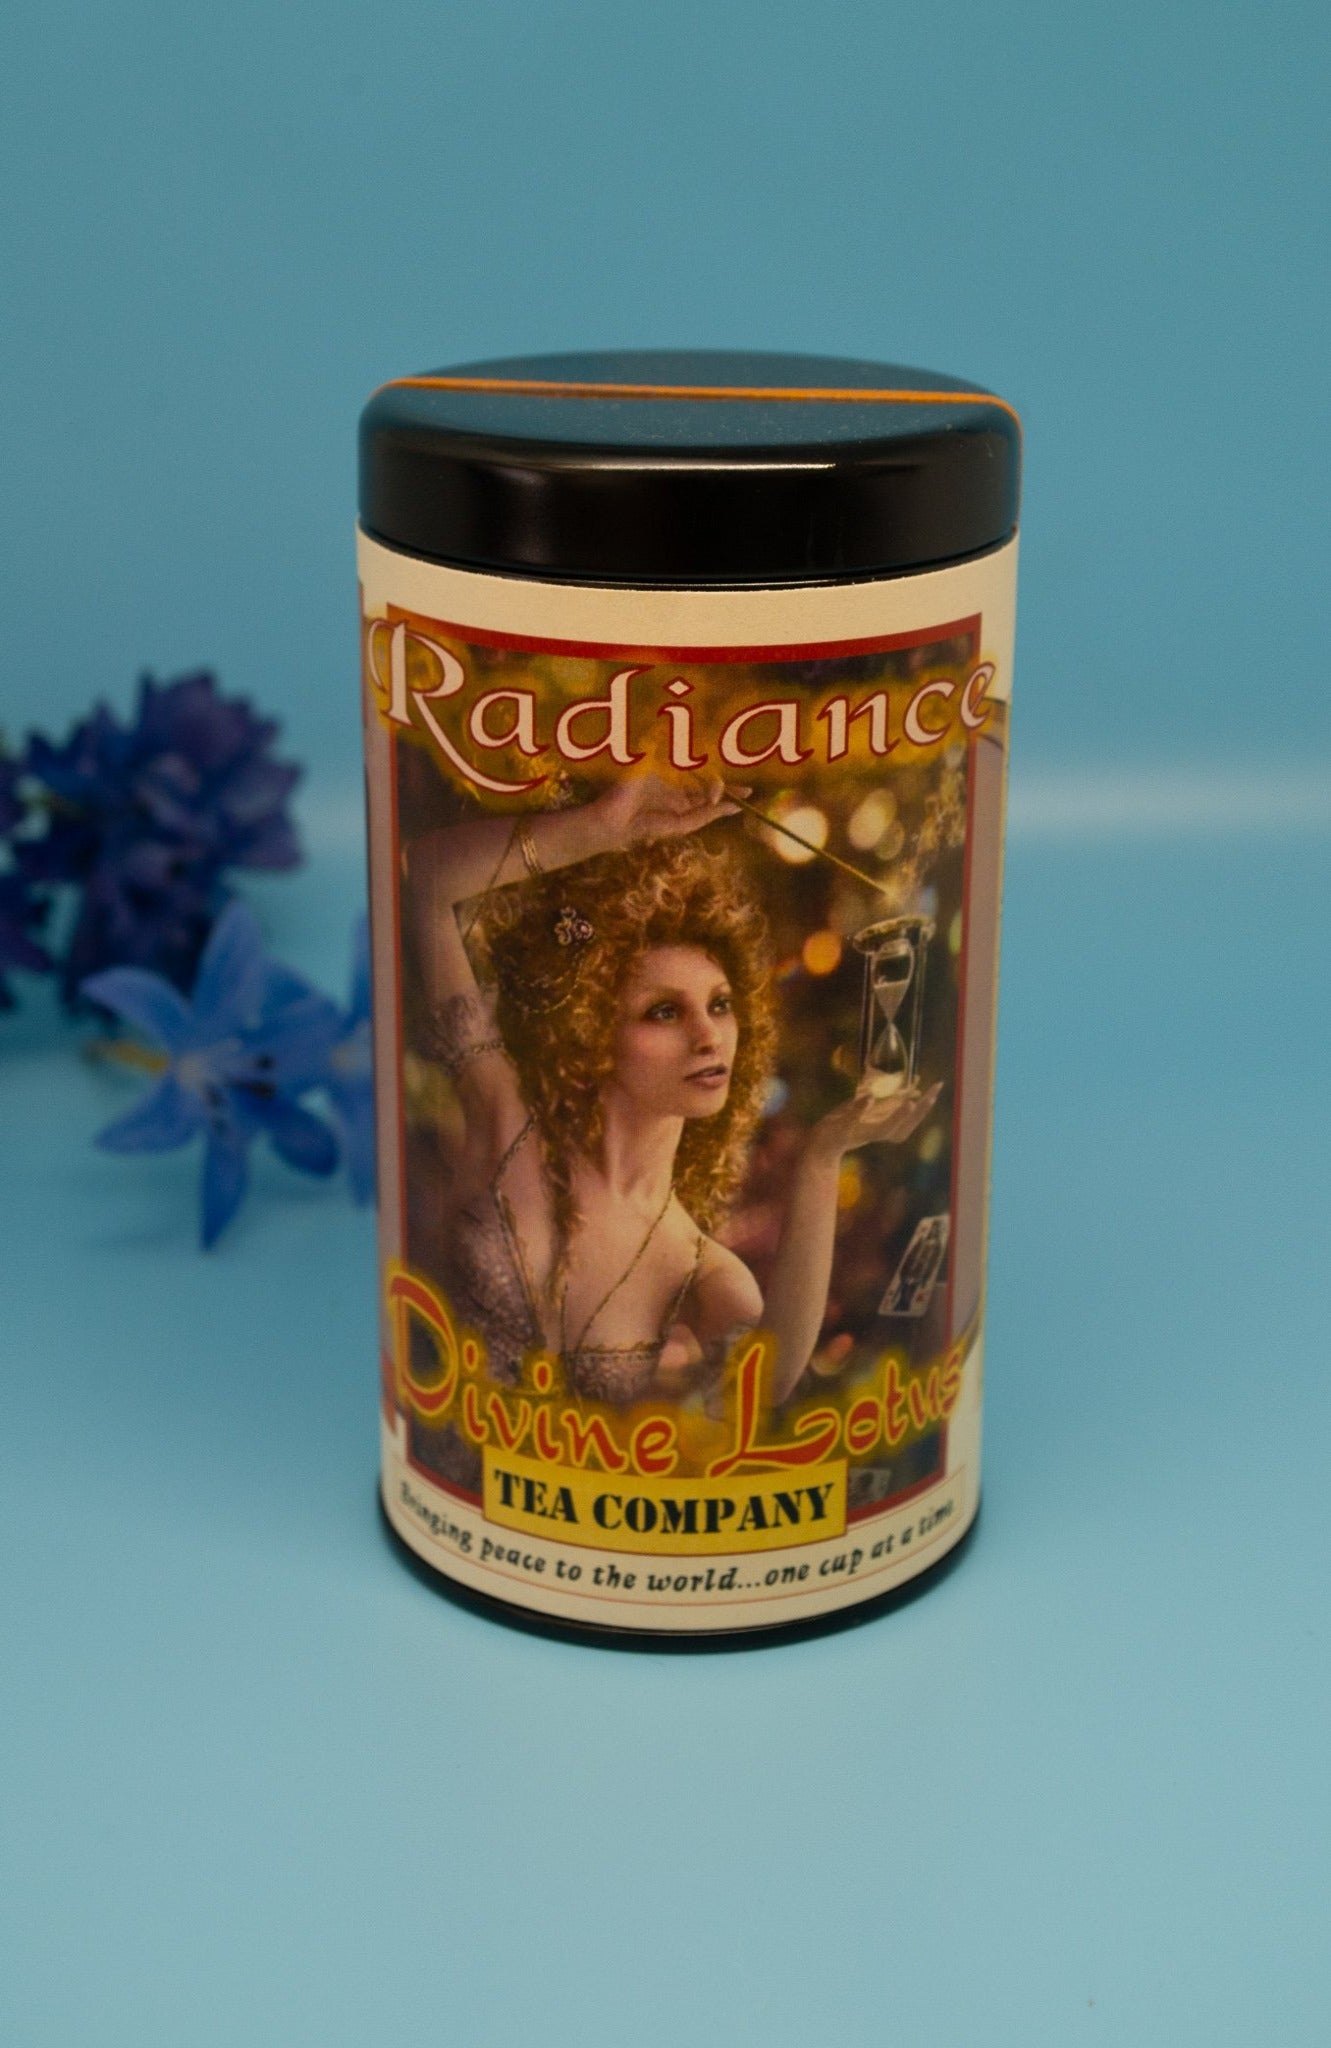 Radiance
Divine Lotus
TEA COMPANY
Bringing peace to the world...one cup at a time